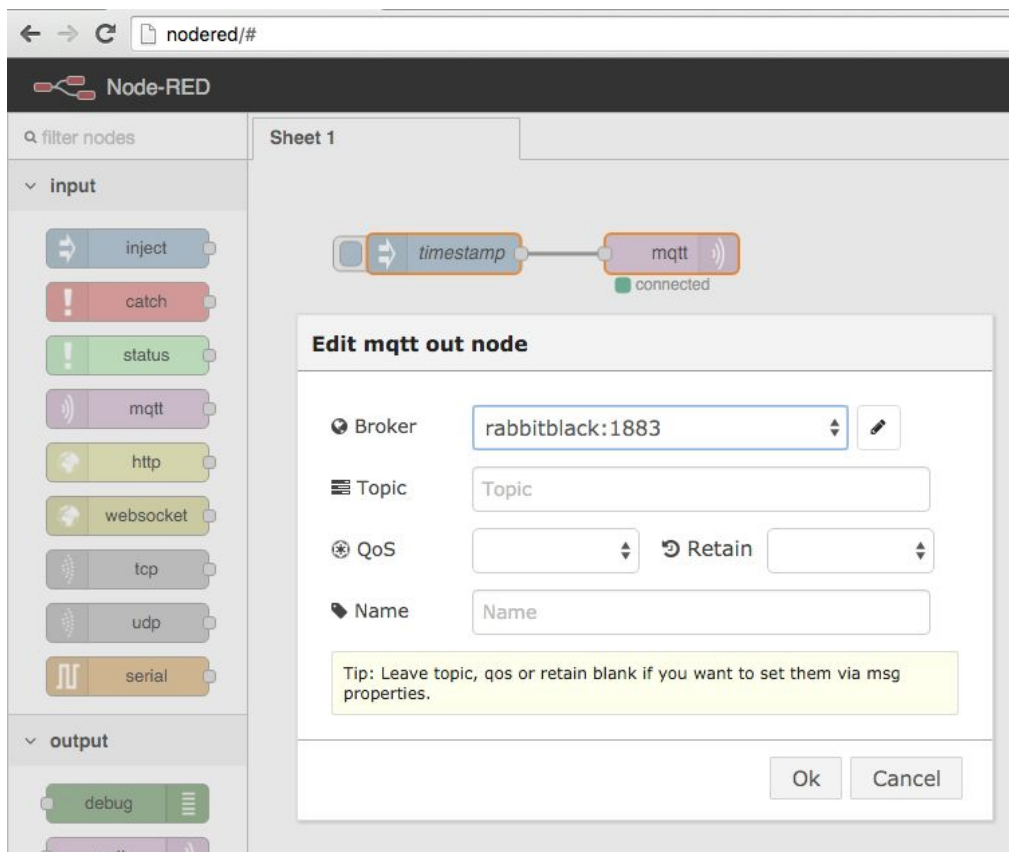 nodered/#
Node-RED
filter nodes
Sheet 1
input
inject
catch
status
mqtt
http
websocket
tcp
udp
serial
output
debug
timestamp
mqtt
connected
Edit mqtt out node
Broker
rabbitblack:1883
Topic
Topic
QoS
Retain
Name
Name
Tip: Leave topic, qos or retain blank if you want to set them via msg
properties.
Ok
Cancel